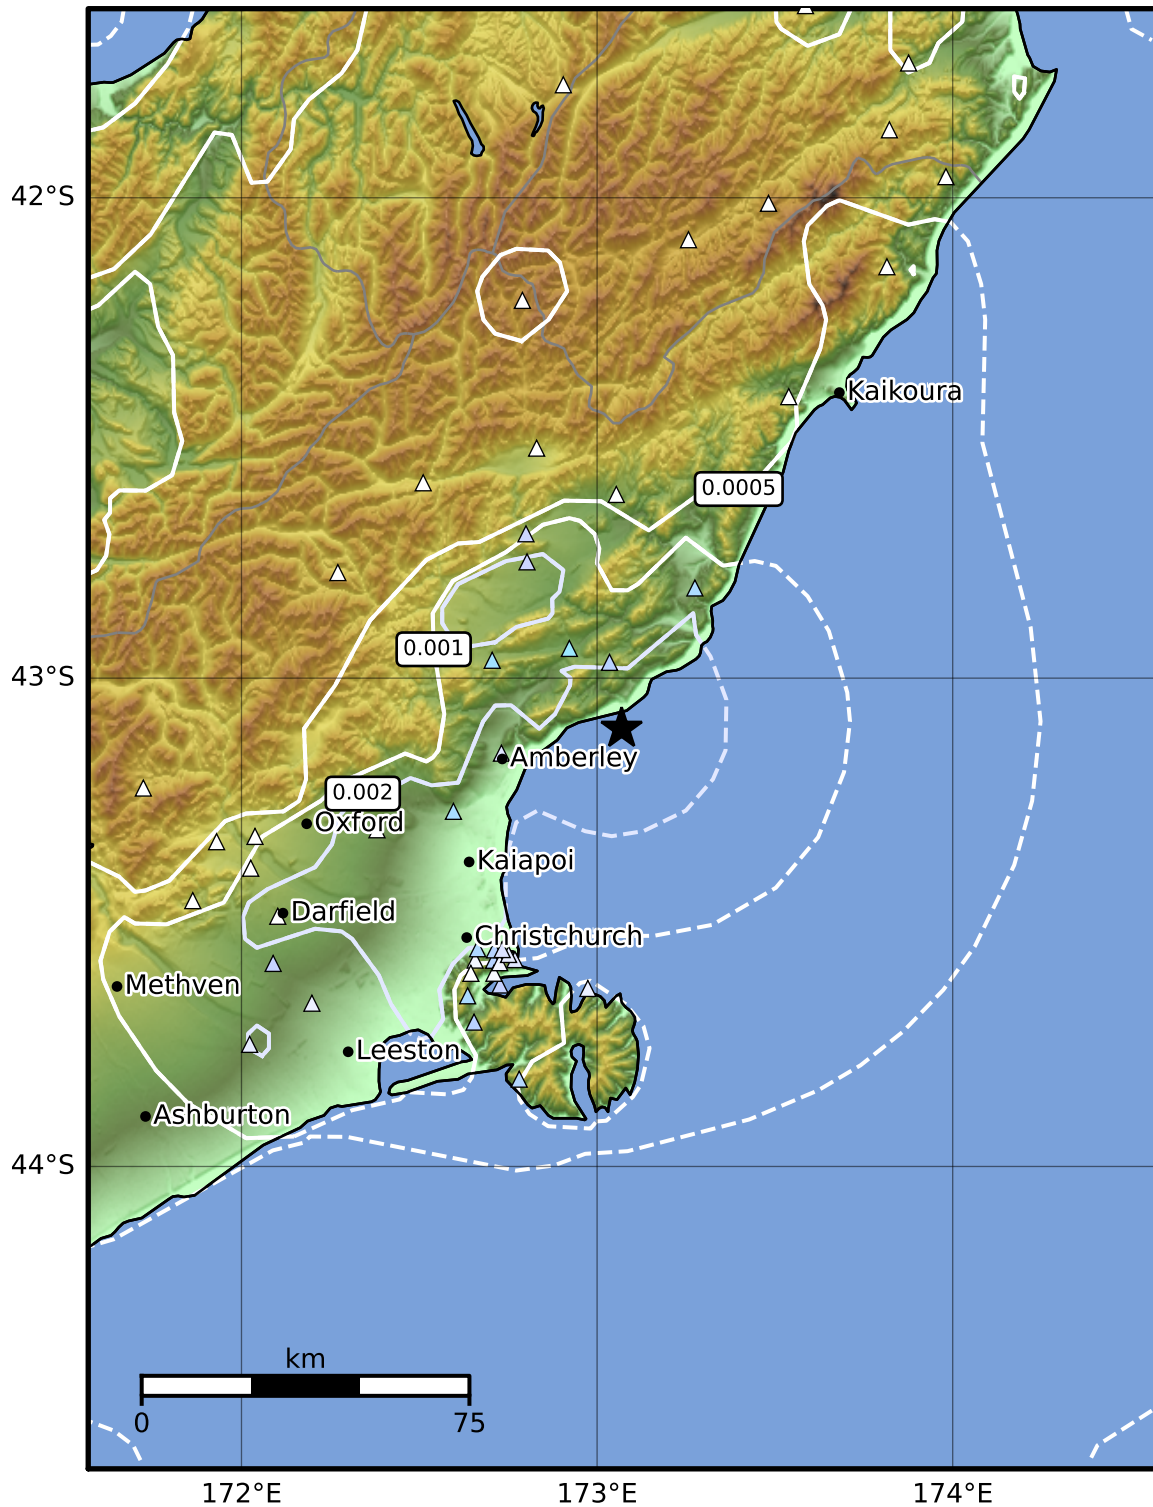 42°S
Kaikoura
0.0005
0.001
43°S
Amberley
0.002
Oxford
Kaiapoi
Darfield
Christchurch
Methven
Leeston
Ashburton
44°S
km
0 75
172°E 173°E 174°E